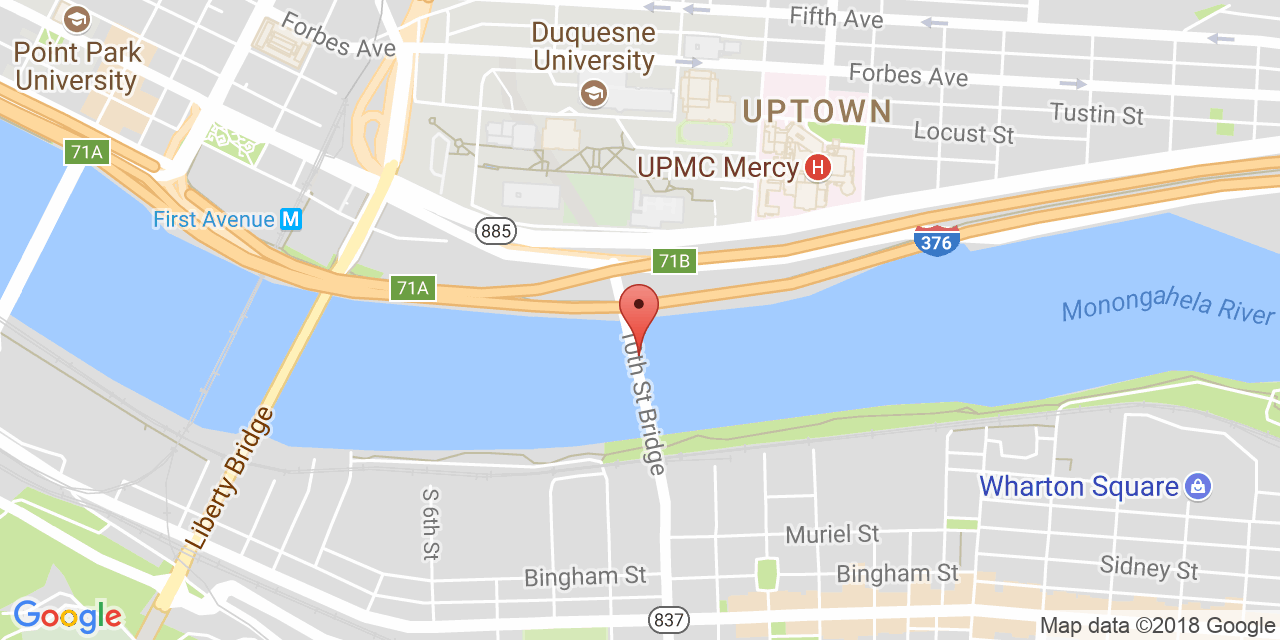 Fifth Ave
Forbes Ave
Duquesne
University
Point Park
University
Forbes Ave
UPTOWN
Tustin St
Locust St
71A
UPMC Mercy
H
First Avenue M
885
376
71B
71A
Monongahela River
10th St Bridge
Liberty Bridge
Wharton Square
S 6th St
Muriel St
Bingham St
Bingham St
Sidney St
Google
837
Map data ©2018 Google